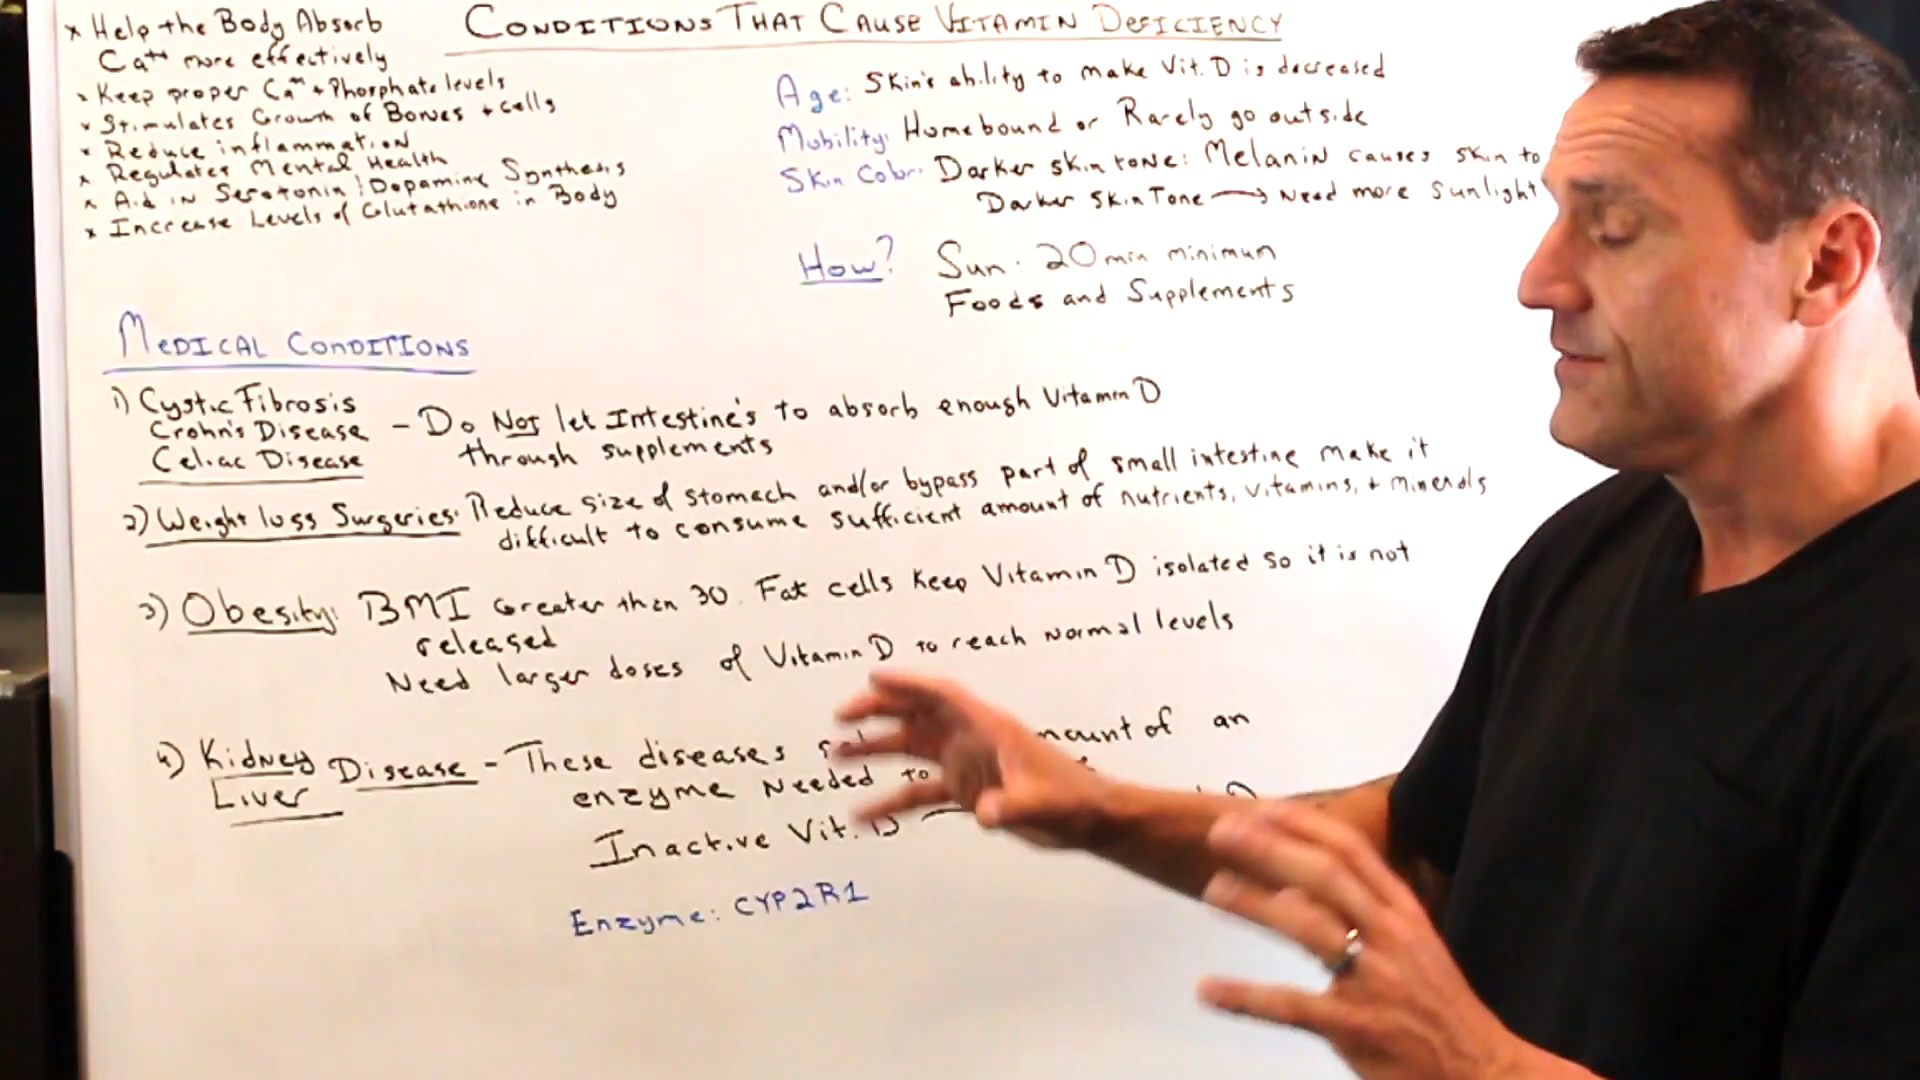 CONDITIONS THAT CAUSE VITAMIN DEFICIENCY
x Help the Body Absorb
Ca++ more effectively
x Keep proper Ca++ + Phosphate levels
x Stimulates Growth of Bones + cells
x Reduce inflammation
x Regulates Mental Health
x Aid in Serotonin / Dopamine Synthesis
x Increase Levels of Glutathione in Body
Age: Skin's ability to make Vit. D is decreased
Mobility: Homebound or Rarely go outside
Skin Color: Darker skin tone: Melanin causes skin to
Darker Skin Tone → Need more sunlight
How? Sun: 20 min minimum
Foods and Supplements
MEDICAL CONDITIONS
1) Cystic Fibrosis
Crohn's Disease
Celiac Disease
- Do Not let Intestine's to absorb enough Vitamin D
through supplements
2) Weight loss Surgeries: Reduce size of stomach and/or bypass part of small intestine make it
difficult to consume sufficient amount of nutrients, vitamins, + minerals
3) Obesity: BMI Greater than 30. Fat cells Keep Vitamin D isolated so it is not
released
Need larger doses of Vitamin D to reach normal levels
4) Kidney Disease - These diseases mount of an
Liver
enzyme Needed to
Inactive Vit. D
Enzyme: CYP2R1